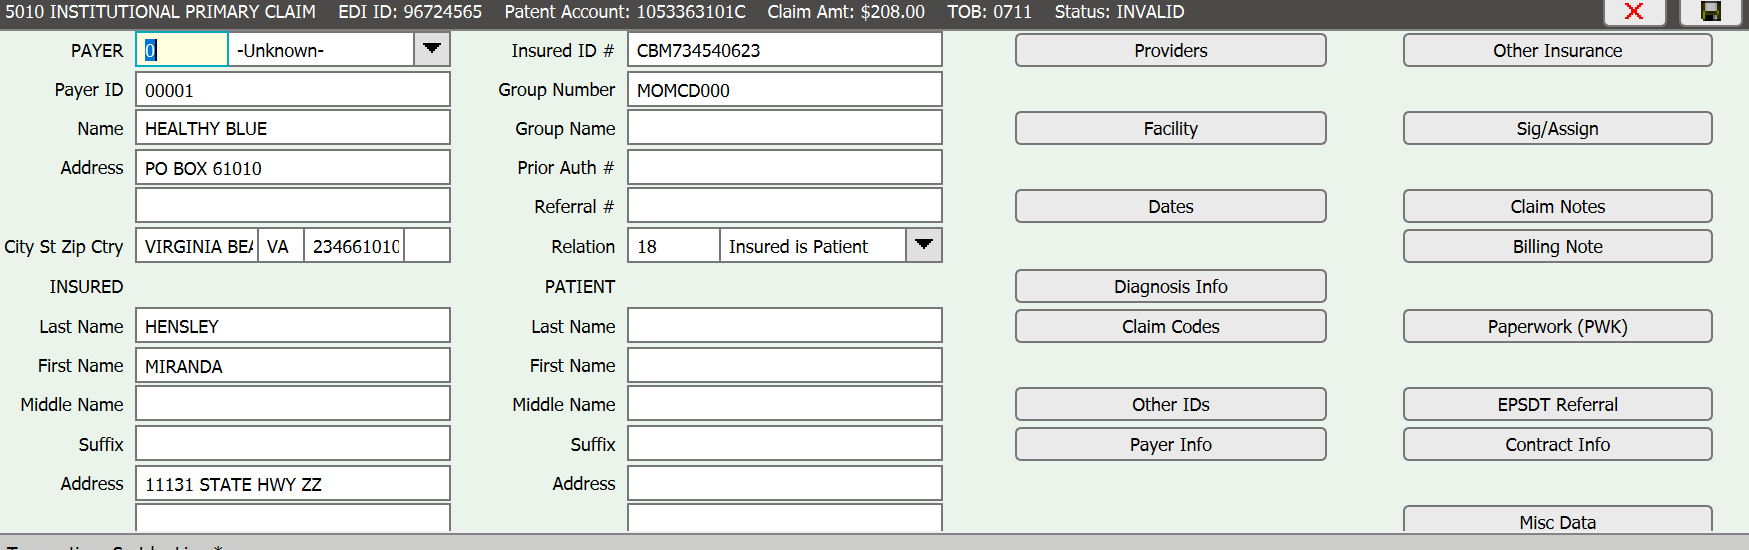 5010 INSTITUTIONAL PRIMARY CLAIM EDI ID: 96724565 Patent Account: 1053363101C Claim Amt: $208.00 TOB: 0711 Status: INVALID
PAYER 0 -Unknown- Insured ID # CBM734540623 Providers Other Insurance
Payer ID 00001 Group Number MOMCD000
Name HEALTHY BLUE Group Name Facility Sig/Assign
Address PO BOX 61010 Prior Auth #
Referral # Dates Claim Notes
City St Zip Ctry VIRGINIA BEA VA 234661010 Relation 18 Insured is Patient Billing Note
INSURED PATIENT Diagnosis Info
Last Name HENSLEY Last Name Claim Codes Paperwork (PWK)
First Name MIRANDA First Name
Middle Name Middle Name Other IDs EPSDT Referral
Suffix Suffix Payer Info Contract Info
Address 11131 STATE HWY ZZ Address
Misc Data